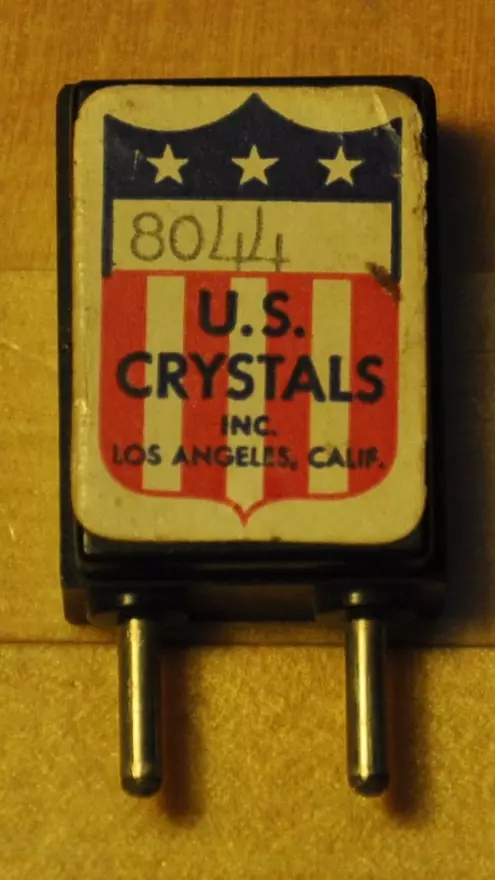 8044
U.S.
CRYSTALS
INC.
LOS ANGELES, CALIF.